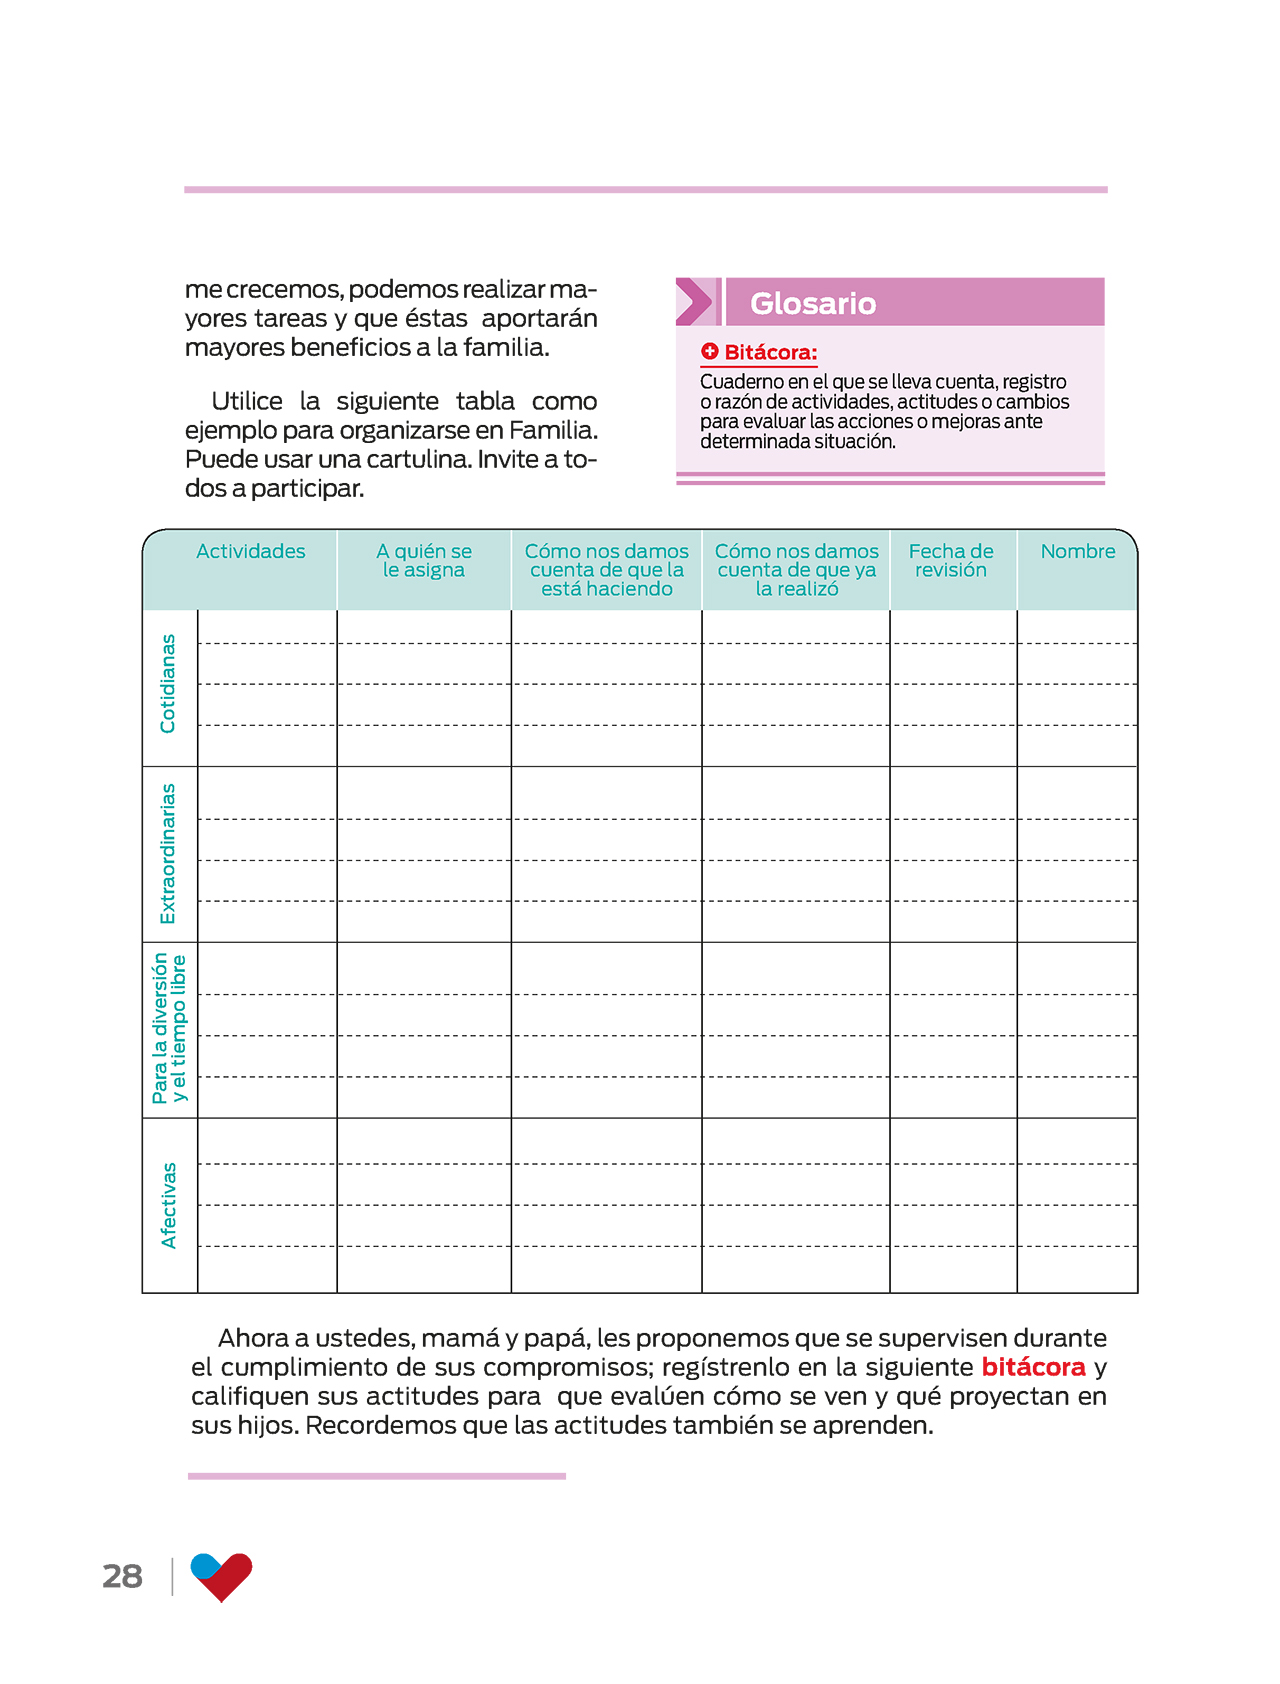 me crecemos, podemos realizar ma-
yores tareas y que éstas aportarán
mayores beneficios a la familia.
Utilice la siguiente tabla como
ejemplo para organizarse en Familia.
Puede usar una cartulina. Invite a to-
dos a participar.
Glosario
Bitácora:
Cuaderno en el que se lleva cuenta, registro
o razón de actividades, actitudes o cambios
para evaluar las acciones o mejoras ante
determinada situación.
Actividades
A quién se
le asigna
Cómo nos damos
cuenta de que la
está haciendo
Cómo nos damos
cuenta de que ya
la realizó
Fecha de
revisión
Nombre
Cotidianas
Extraordinarias
Para la diversión
y el tiempo libre
Afectivas
Ahora a ustedes, mamá y papá, les proponemos que se supervisen durante
el cumplimiento de sus compromisos; regístrenlo en la siguiente bitácora y
califiquen sus actitudes para que evalúen cómo se ven y qué proyectan en
sus hijos. Recordemos que las actitudes también se aprenden.
28